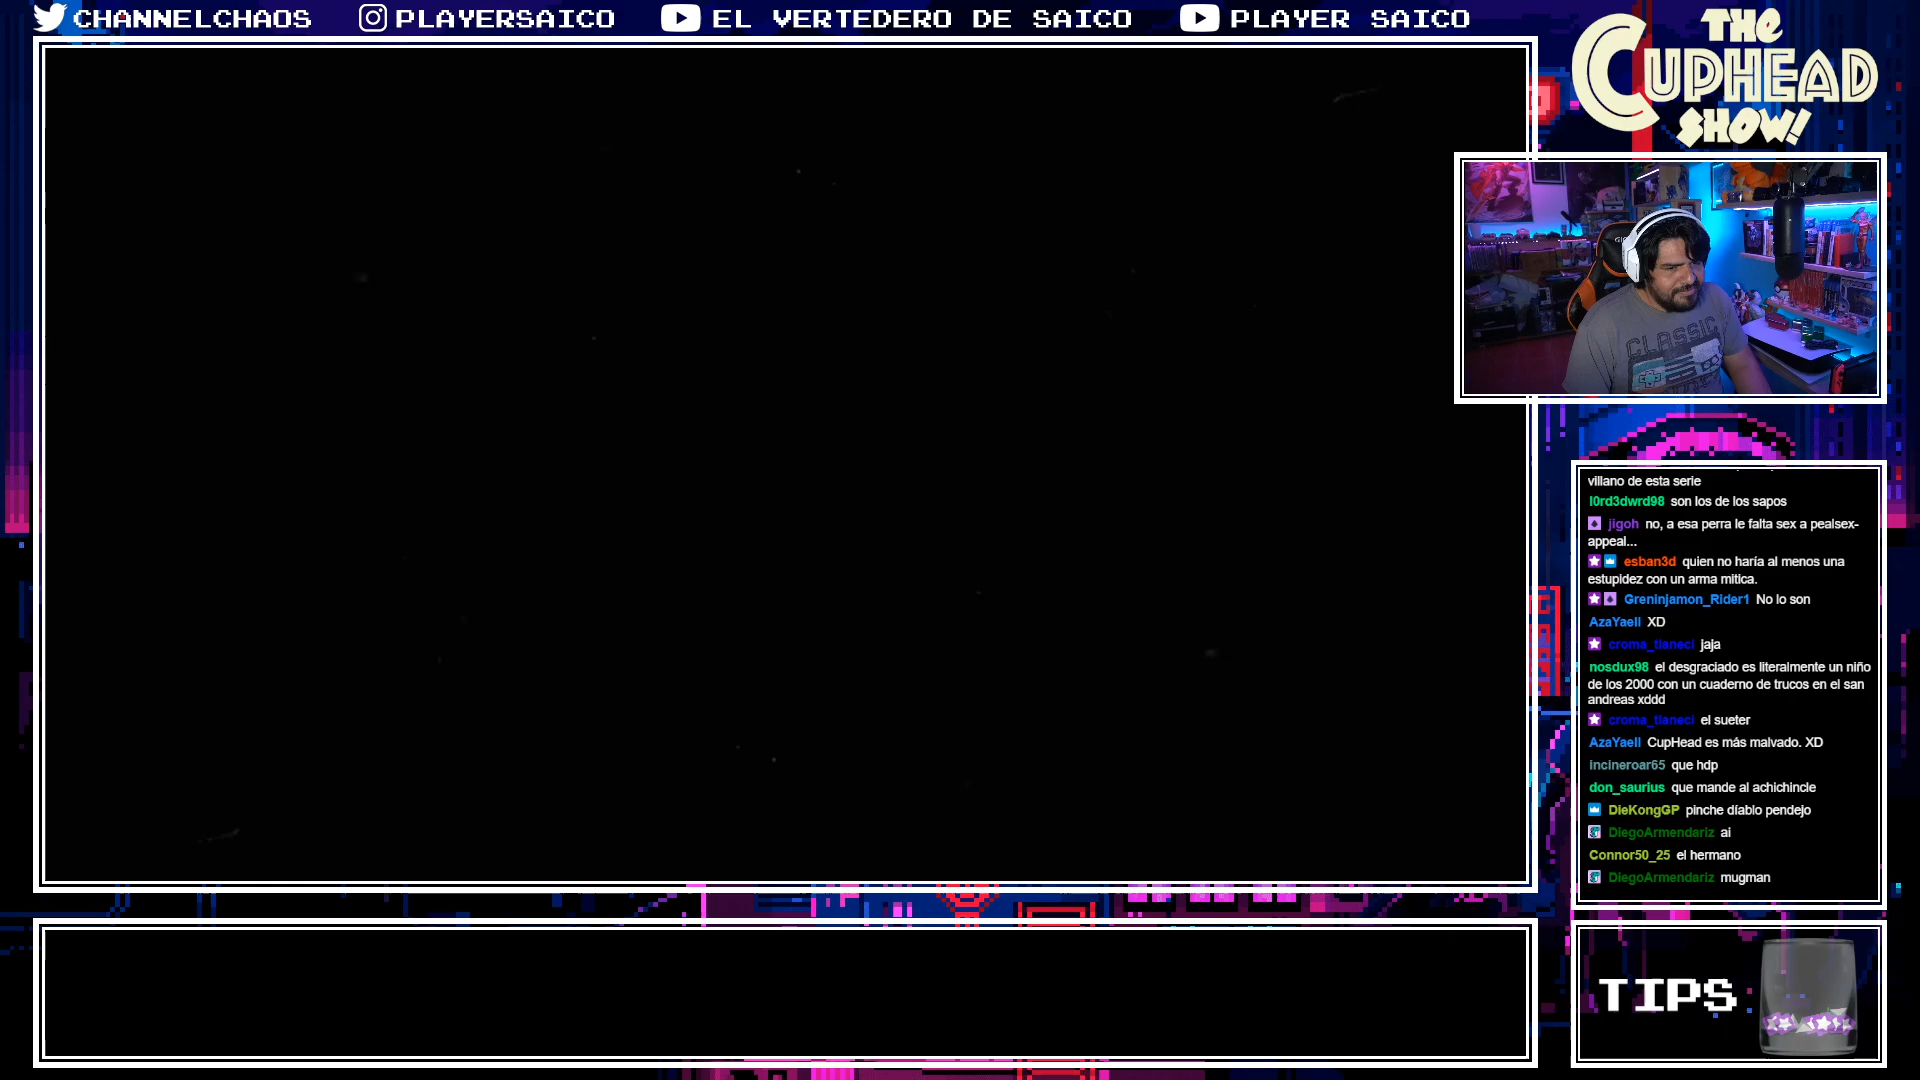 CHANNELCHAOS PLAYERSAICO EL VERTEDERO DE SAICO PLAYER SAICO
THE
CUPHEAD
SHOW!
CLASSIC
villano de esta serie
l0rd3dwrd98 son los de los sapos
jigoh no, a esa perra le falta sex a pealsex-
appeal...
esban3d quien no haría al menos una
estupidez con un arma mitica.
Greninjamon_Rider1 No lo son
AzaYaell XD
croma_tlaneci jaja
nosdux98 el desgraciado es literalmente un niño
de los 2000 con un cuaderno de trucos en el san
andreas xddd
croma_tlaneci el sueter
AzaYaell CupHead es más malvado. XD
incineroar65 que hdp
don_saurius que mande al achichincle
DieKongGP pinche díablo pendejo
DiegoArmendariz ai
Connor50_25 el hermano
DiegoArmendariz mugman
TIPS